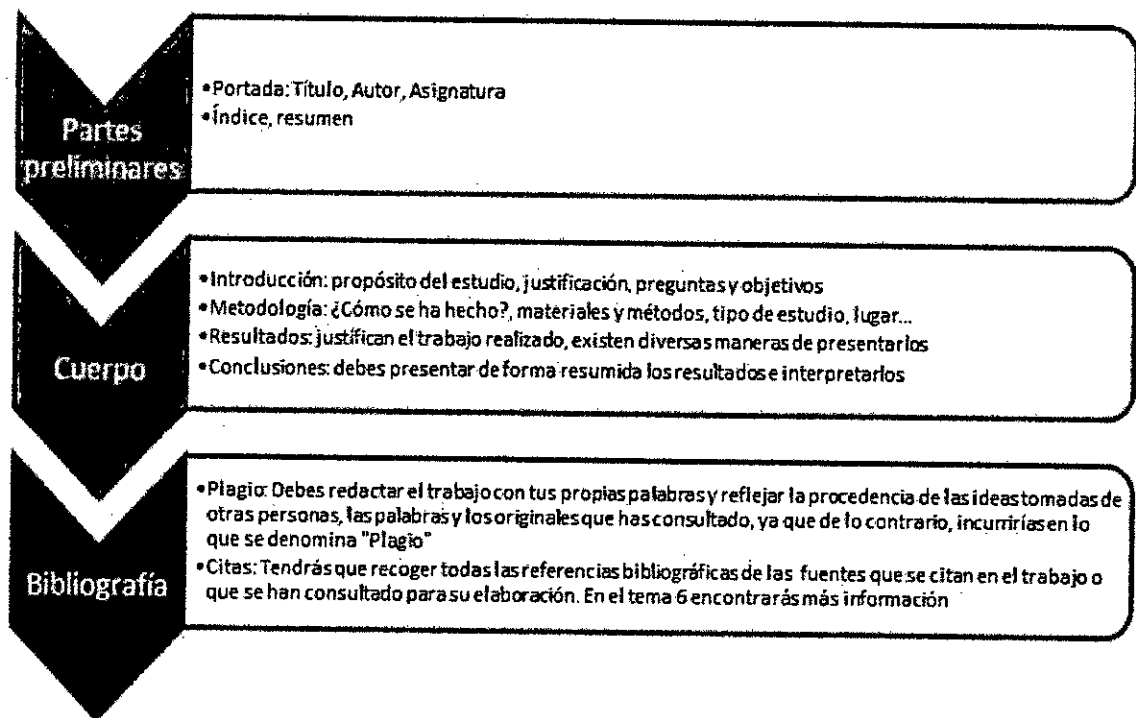 Partes
preliminares
•Portada: Título, Autor, Asignatura
•Índice, resumen
Cuerpo
•Introducción: propósito del estudio, justificación, preguntas y objetivos
•Metodología: ¿Cómo se ha hecho?, materiales y métodos, tipo de estudio, lugar...
•Resultados: justifican el trabajo realizado, existen diversas maneras de presentarlos
•Conclusiones: debes presentar de forma resumida los resultados e interpretarlos
Bibliografía
•Plagio: Debes redactar el trabajo con tus propias palabras y reflejar la procedencia de las ideas tomadas de
otras personas, las palabras y los originales que has consultado, ya que de lo contrario, incurrirías en lo
que se denomina "Plagio"
•Citas: Tendrás que recoger todas las referencias bibliográficas de las fuentes que se citan en el trabajo o
que se han consultado para su elaboración. En el tema 6 encontrarás más información